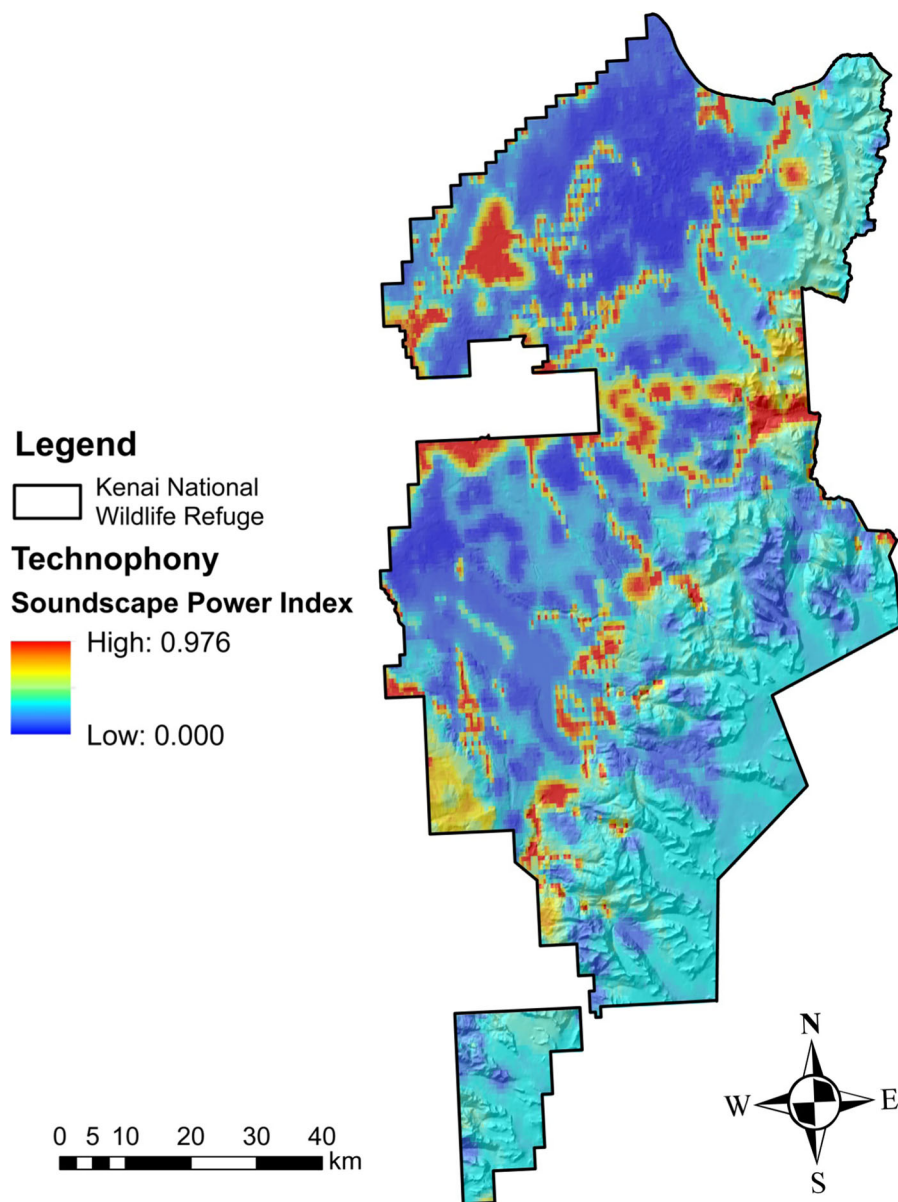 Legend
Kenai National
Wildlife Refuge
Technophony
Soundscape Power Index
High: 0.976
Low: 0.000
N
W E
S
0 5 10 20 30 40
km